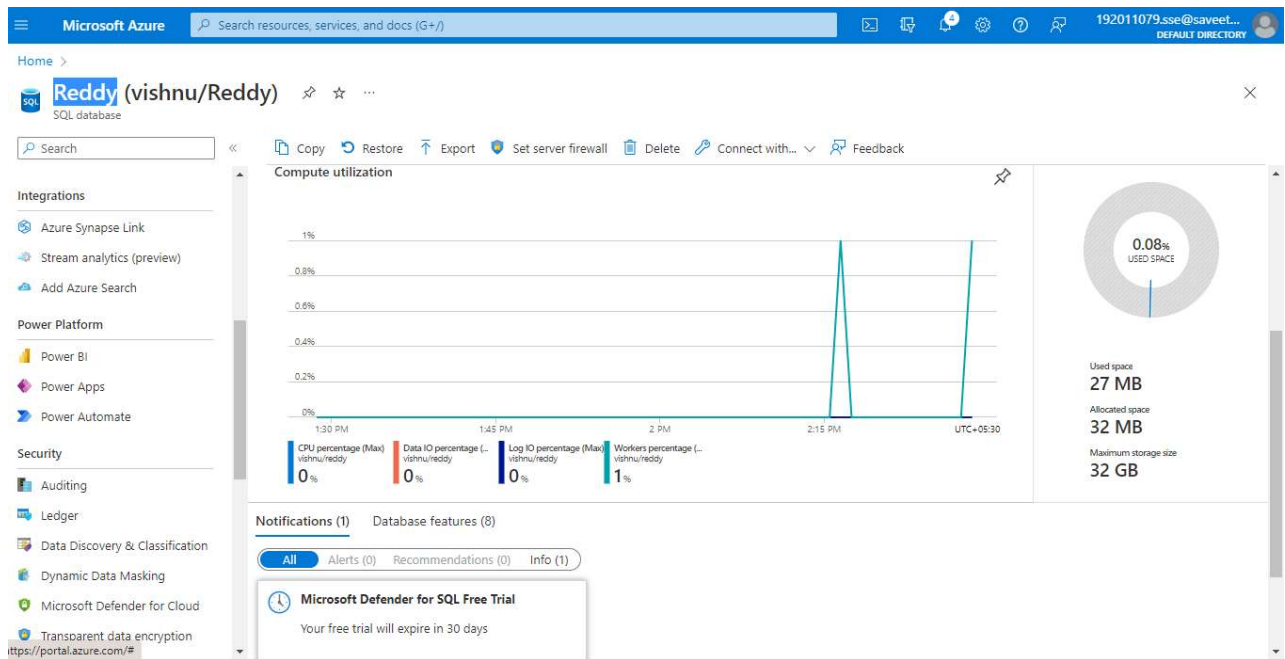 Microsoft Azure
Search resources, services, and docs (G+/)
4
192011079.sse@saveet...
DEFAULT DIRECTORY
Home >
SQL
Reddy (vishnu/Reddy)
...
SQL database
Search
«
Copy
Restore
Export
Set server firewall
Delete
Connect with...
Feedback
Integrations
Azure Synapse Link
Stream analytics (preview)
Add Azure Search
Power Platform
Power BI
Power Apps
Power Automate
Security
Auditing
Ledger
Data Discovery & Classification
Dynamic Data Masking
Microsoft Defender for Cloud
Transparent data encryption
ttps://portal.azure.com/#
Compute utilization
1%
0.8%
0.6%
0.4%
0.2%
0%
1:30 PM
1:45 PM
2 PM
2:15 PM
UTC+05:30
CPU percentage (Max)
vishnu/reddy
0 %
Data IO percentage (...
vishnu/reddy
0 %
Log IO percentage (Max)
vishnu/reddy
0 %
Workers percentage (...
vishnu/reddy
1 %
0.08%
USED SPACE
Used space
27 MB
Allocated space
32 MB
Maximum storage size
32 GB
Notifications (1)
Database features (8)
All
Alerts (0)
Recommendations (0)
Info (1)
Microsoft Defender for SQL Free Trial
Your free trial will expire in 30 days